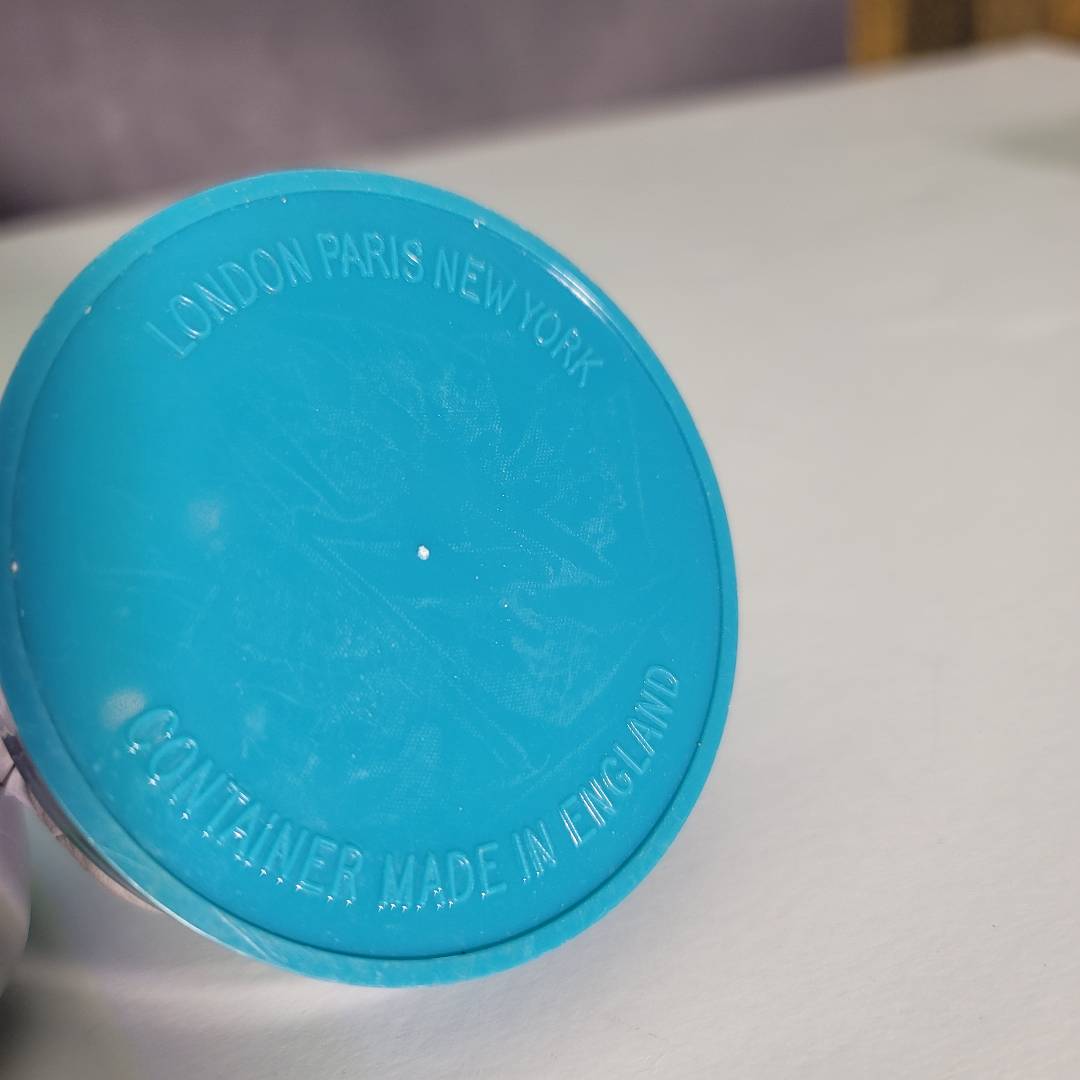 LONDON PARIS NEW YORK
CONTAINER MADE IN ENGLAND